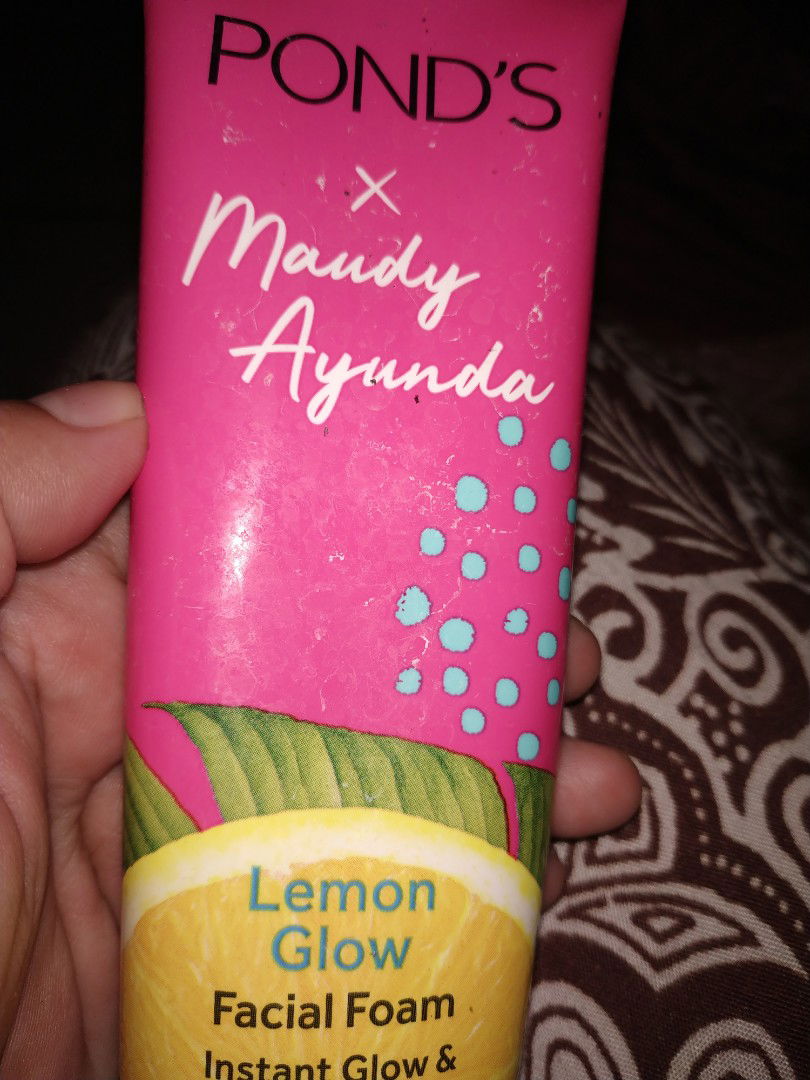 POND'S
×
Maudy
Ayunda
Lemon
Glow
Facial Foam
Instant Glow &